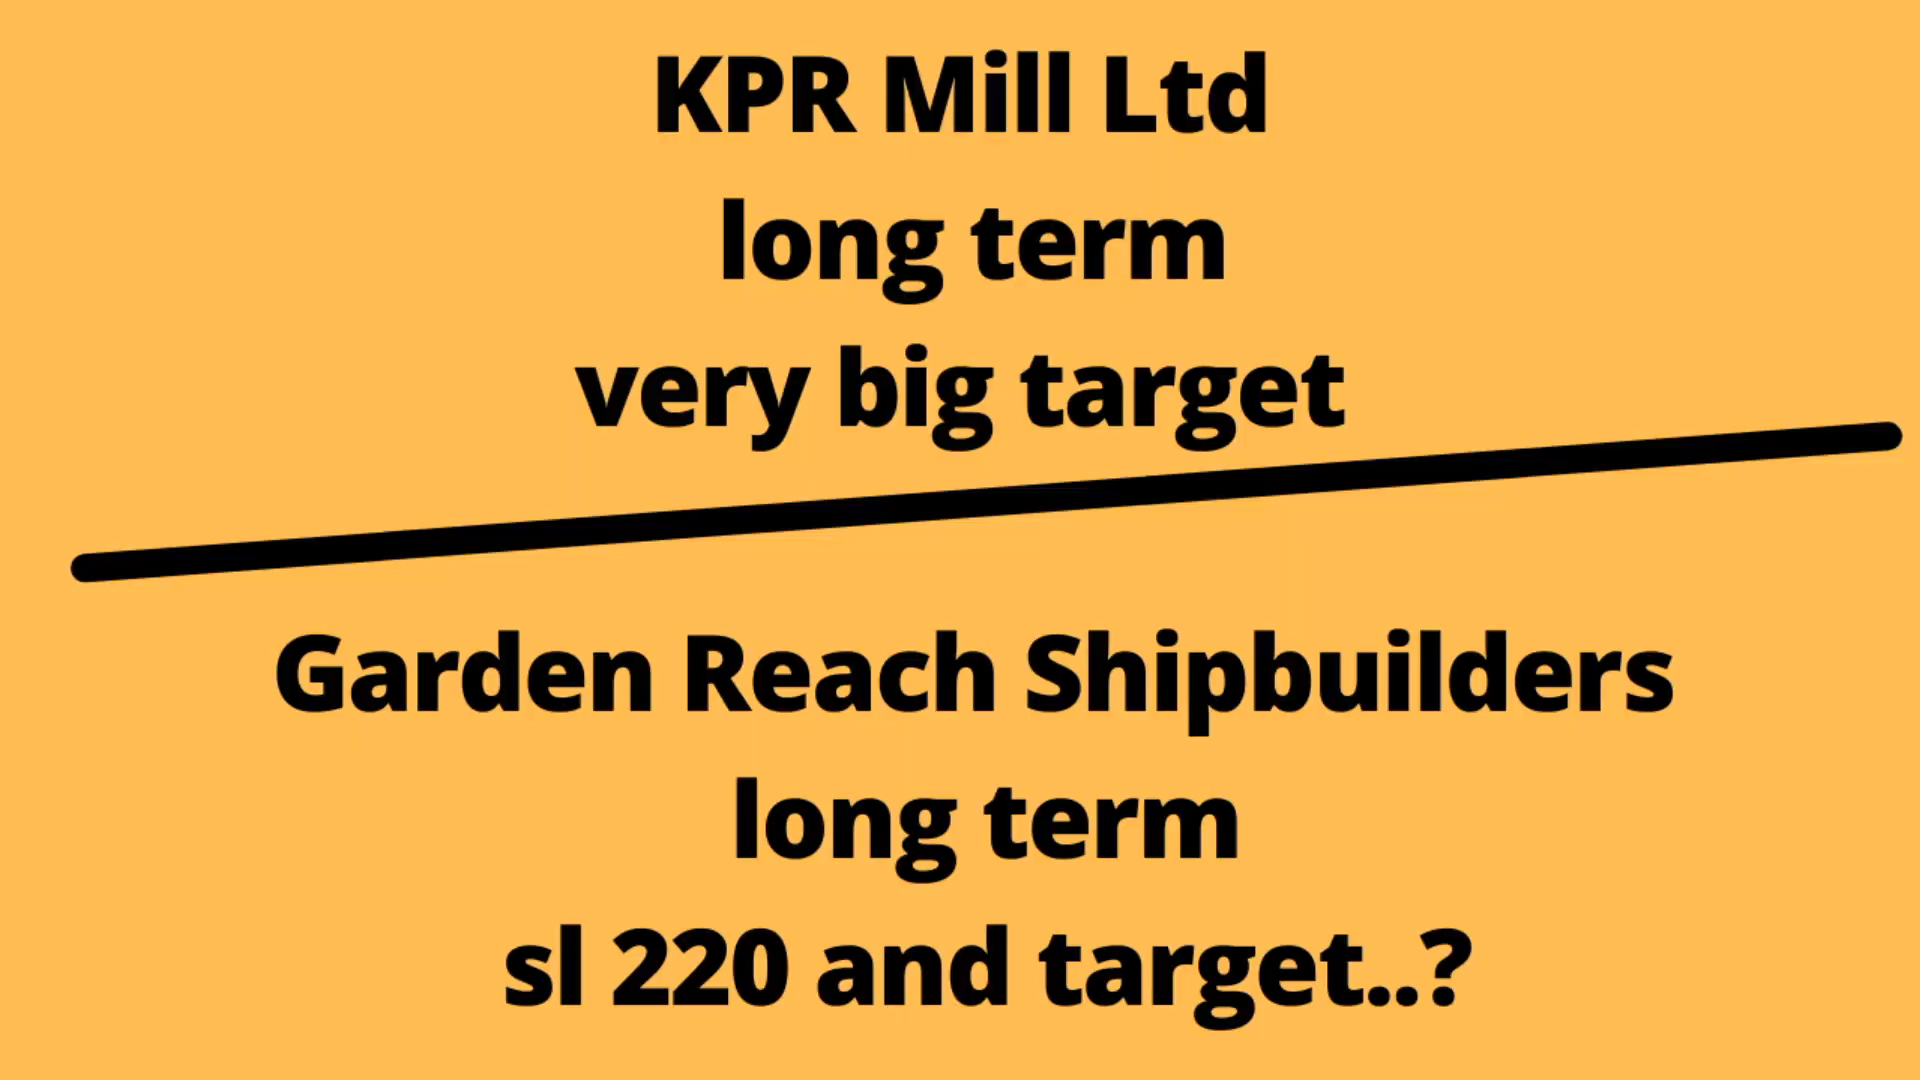 KPR Mill Ltd
long term
very big target
Garden Reach Shipbuilders
long term
sl 220 and target..?